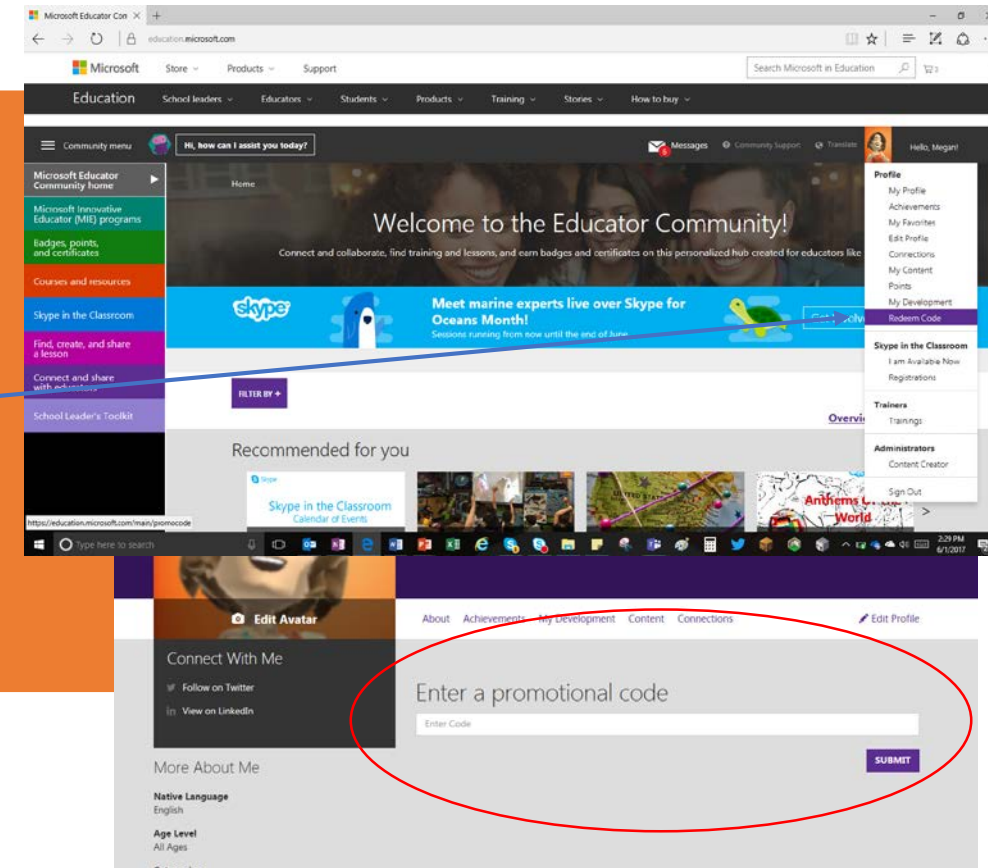 Microsoft Educator Con
education.microsoft.com
Microsoft Store Products Support Search Microsoft in Education
Education School leaders Educators Students Products Training Stories How to buy
Community menu Hi, how can I assist you today? Messages Community Support Translate Hello, Megan!
Microsoft Educator
Community home
Microsoft Innovative
Educator (MIE) programs
Badges, points,
and certificates
Courses and resources
Skype in the Classroom
Find, create, and share
a lesson
Connect and share
with educators
School Leader's Toolkit
Home
Welcome to the Educator Community!
Connect and collaborate, find training and lessons, and earn badges and certificates on this personalized hub created for educators like
skype
Meet marine experts live over Skype for
Oceans Month!
Sessions running from now until the end of June
FILTER BY +
Recommended for you
Skype
Skype in the Classroom
Calendar of Events
UNITED STATES
Anthems
World
Profile
My Profile
Achievements
My Favorites
Edit Profile
Connections
My Content
Points
My Development
Redeem Code
Skype in the Classroom
I am Available Now
Registrations
Trainers
Trainings
Administrators
Content Creator
Sign Out
https://education.microsoft.com/main/promocode
Type here to search
2:29 PM
6/1/2017
Edit Avatar
About Achievements My Development Content Connections Edit Profile
Connect With Me
Follow on Twitter
View on LinkedIn
Enter a promotional code
Enter Code
SUBMIT
More About Me
Native Language
English
Age Level
All Ages